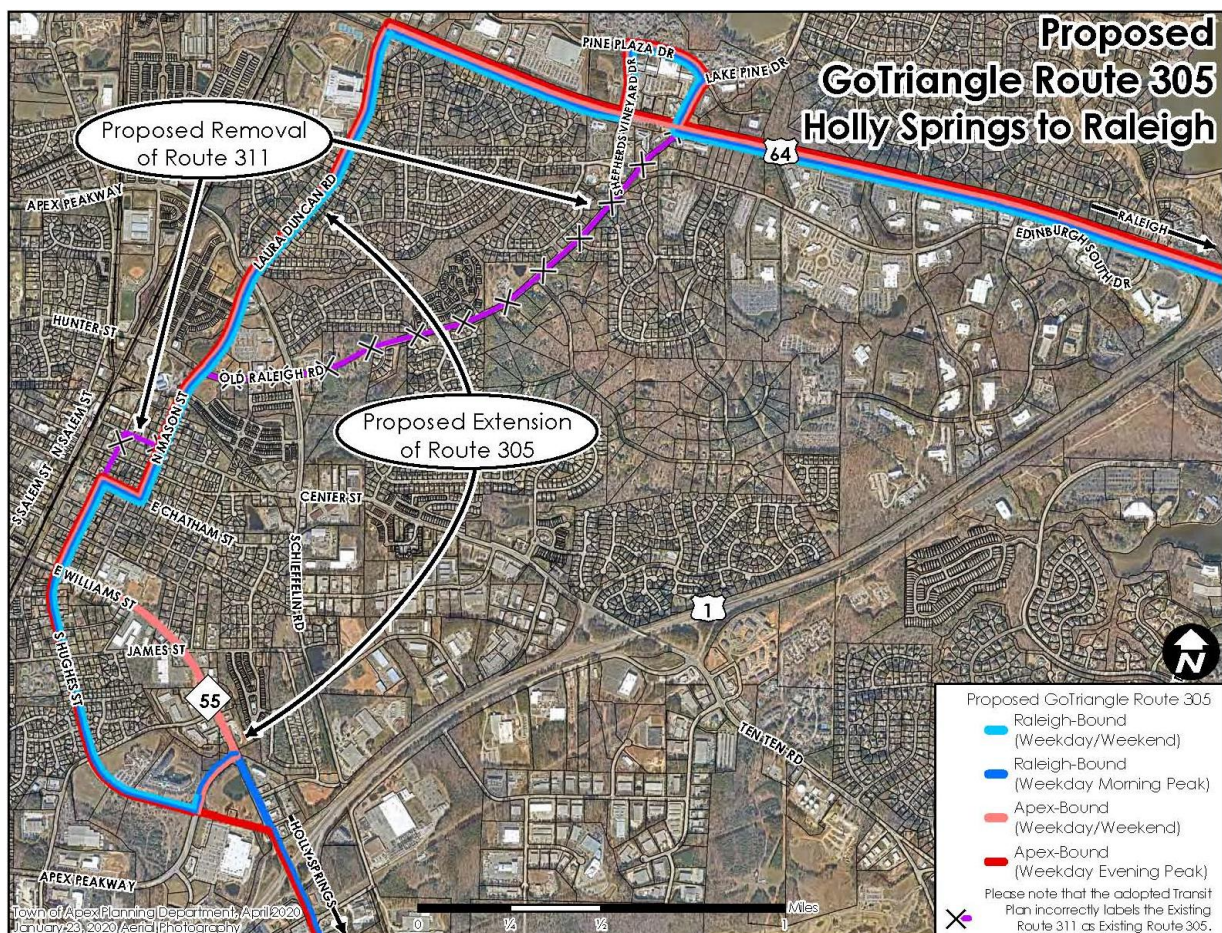 Proposed
GoTriangle Route 305
Holly Springs to Raleigh
PINE PLAZA DR
LAKE PINE DR
SHEPHERDS VINEYARD DR
64
Proposed Removal
of Route 311
APEX PEAKWAY
LAURA DUNCAN RD
RALEIGH
EDINBURGH SOUTH DR
HUNTER ST
OLD RALEIGH RD
N SALEM ST
S SALEM ST
N MASON ST
Proposed Extension
of Route 305
CENTER ST
E CHATHAM ST
SCHIEFFELIN RD
E WILLIAMS ST
1
JAMES ST
S HUGHES ST
55
N
TEN TEN RD
HOLLY SPRINGS
APEX PEAKWAY
Proposed GoTriangle Route 305
Raleigh-Bound
(Weekday/Weekend)
Raleigh-Bound
(Weekday Morning Peak)
Apex-Bound
(Weekday/Weekend)
Apex-Bound
(Weekday Evening Peak)
Please note that the adopted Transit
Plan incorrectly labels the Existing
Route 311 as Existing Route 305.
Town of Apex Planning Department, April 2020
January 23, 2020 Aerial Photography
0 ¼ ½ 1
Miles